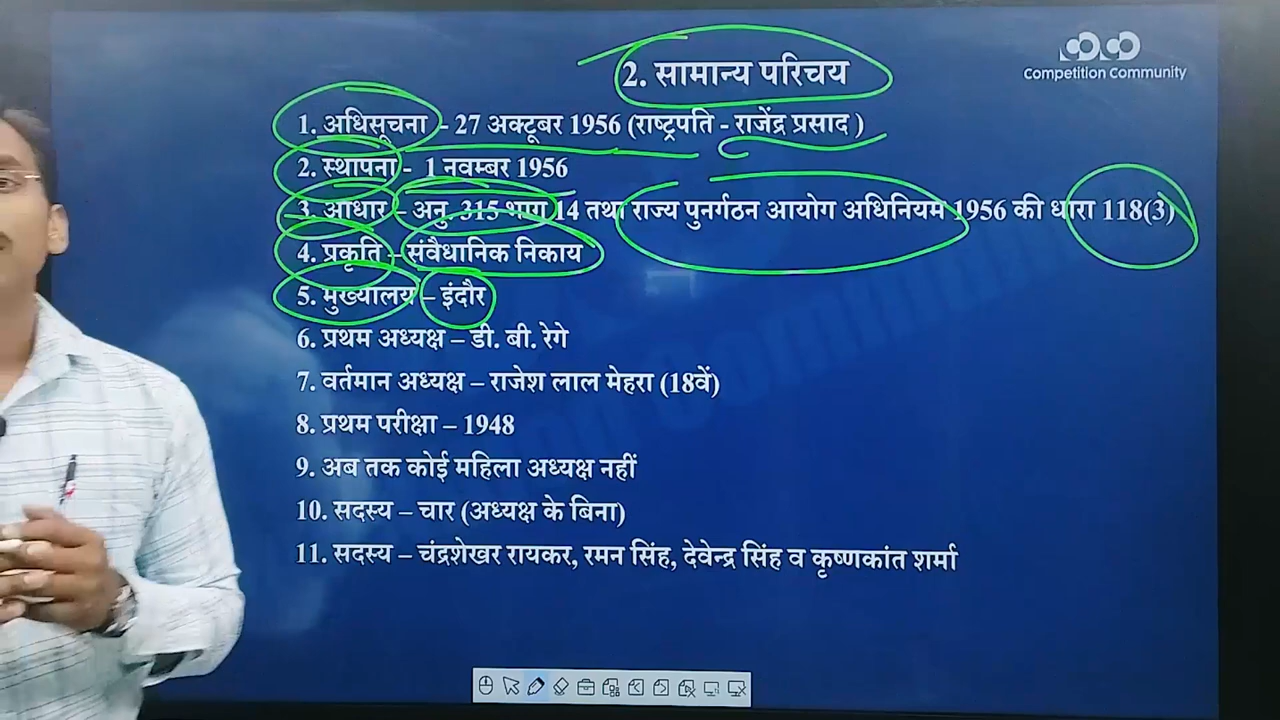 Competition Community
2. सामान्य परिचय
1. अधिसूचना - 27 अक्टूबर 1956 (राष्ट्रपति - राजेंद्र प्रसाद )
2. स्थापना - 1 नवम्बर 1956
3. आधार - अनु. 315 भाग 14 तथा राज्य पुनर्गठन आयोग अधिनियम 1956 की धारा 118(3)
4. प्रकृति - संवैधानिक निकाय
5. मुख्यालय – इंदौर
6. प्रथम अध्यक्ष – डी. बी. रेगे
7. वर्तमान अध्यक्ष – राजेश लाल मेहरा (18वें)
8. प्रथम परीक्षा – 1948
9. अब तक कोई महिला अध्यक्ष नहीं
10. सदस्य – चार (अध्यक्ष के बिना)
11. सदस्य – चंद्रशेखर रायकर, रमन सिंह, देवेन्द्र सिंह व कृष्णकांत शर्मा